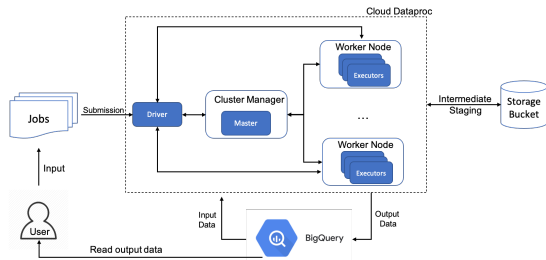 Cloud Dataproc
Worker Node
Executors
Cluster Manager
Master
Driver
Submission
Jobs
Intermediate
Staging
Storage
Bucket
...
Worker Node
Executors
Input
User
Input
Data
Output
Data
BigQuery
Read output data